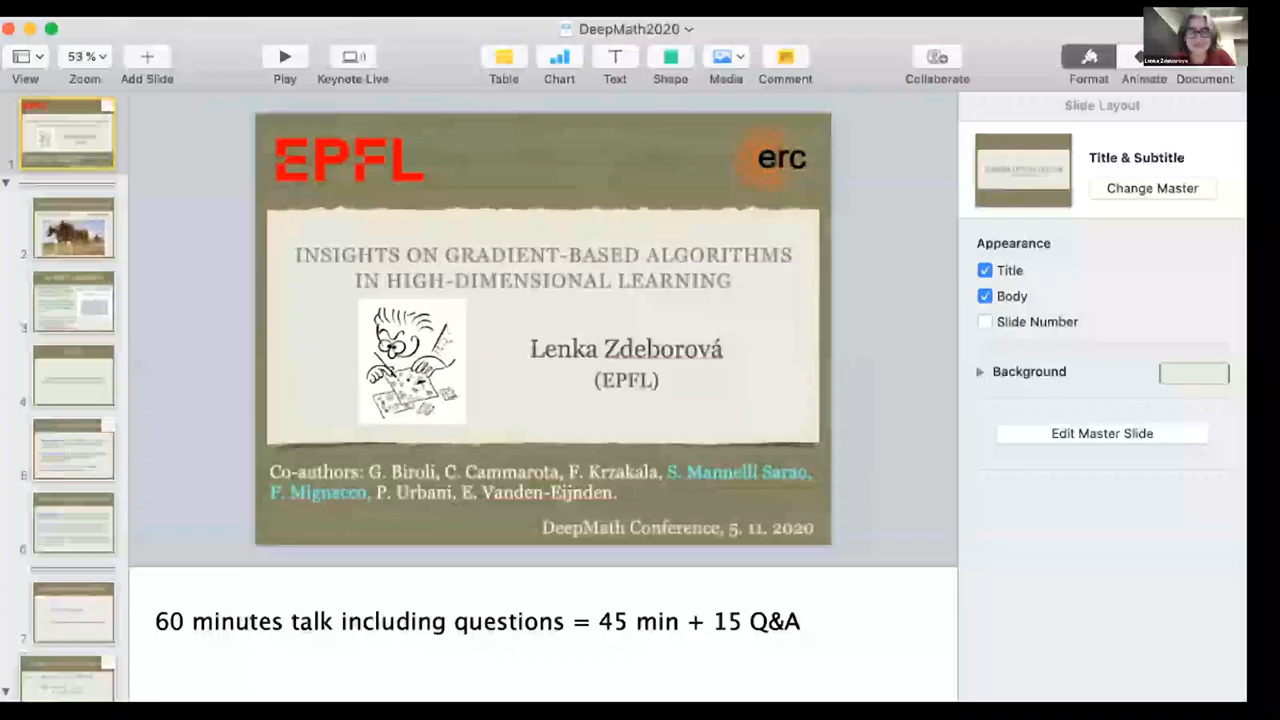 DeepMath2020
53 %
View
Zoom
Add Slide
Play
Keynote Live
Table
Chart
Text
Shape
Media
Comment
Collaborate
Format
Animate
Document
Lenka Zdeborova
Slide Layout
Title & Subtitle
Change Master
Appearance
Title
Body
Slide Number
Background
Edit Master Slide
1
2
3
4
5
6
7
EPFL
erc
INSIGHTS ON GRADIENT-BASED ALGORITHMS
IN HIGH-DIMENSIONAL LEARNING
Lenka Zdeborová
(EPFL)
Co-authors: G. Biroli, C. Cammarota, F. Krzakala, S. Mannelli Sarao,
F. Mignacco, P. Urbani, E. Vanden-Eijnden.
DeepMath Conference, 5. 11. 2020
60 minutes talk including questions = 45 min + 15 Q&A